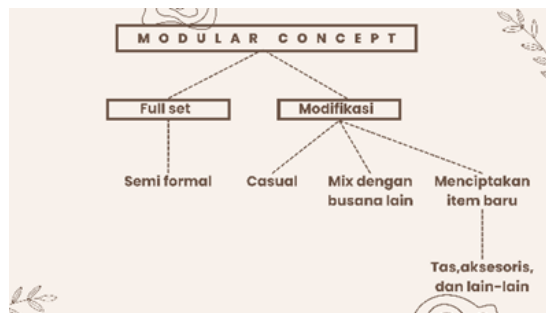 MODULAR CONCEPT
Full set
Modifikasi
Semi formal
Casual
Mix dengan
busana lain
Menciptakan
item baru
Tas,aksesoris,
dan lain-lain